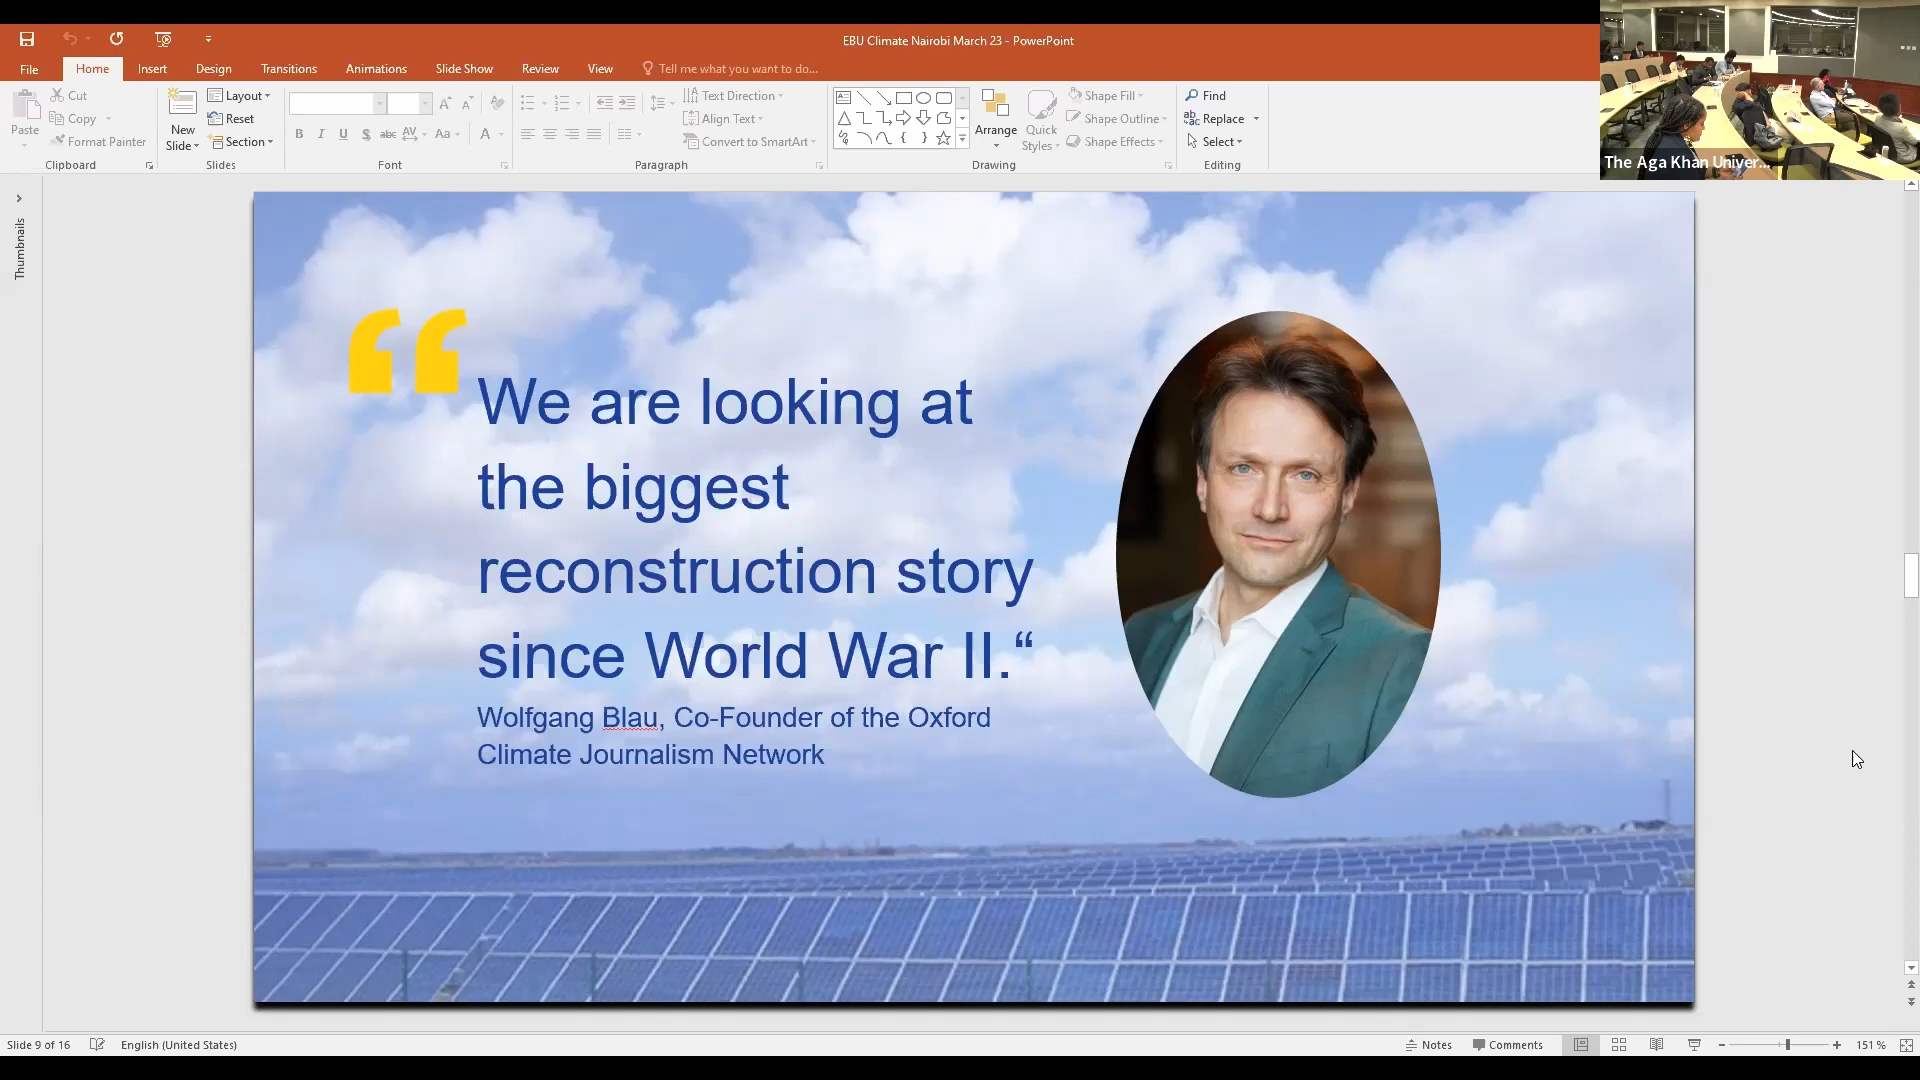 EBU Climate Nairobi March 23 - PowerPoint
File Home Insert Design Transitions Animations Slide Show Review View Tell me what you want to do...
Paste
Cut
Copy
Format Painter
Clipboard
New
Slide
Layout
Reset
Section
Slides
B I U S abc AV Aa A
Font
Text Direction
Align Text
Convert to SmartArt
Paragraph
Arrange
Quick
Styles
Shape Fill
Shape Outline
Shape Effects
Drawing
Find
Replace
Select
Editing
The Aga Khan Univer...
Thumbnails
“
We are looking at
the biggest
reconstruction story
since World War II.“
Wolfgang Blau, Co-Founder of the Oxford
Climate Journalism Network
Slide 9 of 16 English (United States) Notes Comments 151 %